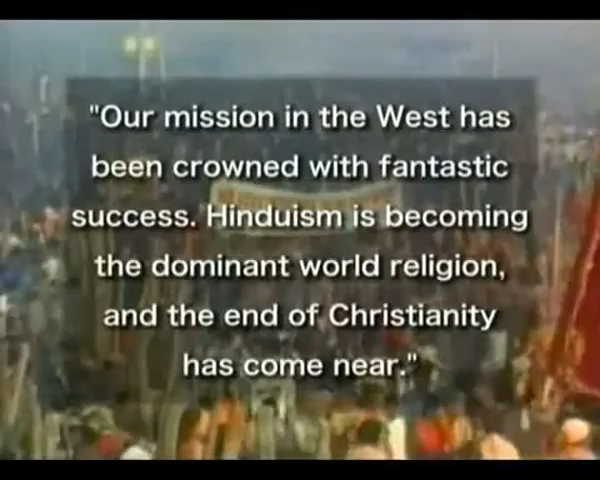 "Our mission in the West has
been crowned with fantastic
success. Hinduism is becoming
the dominant world religion,
and the end of Christianity
has come near."